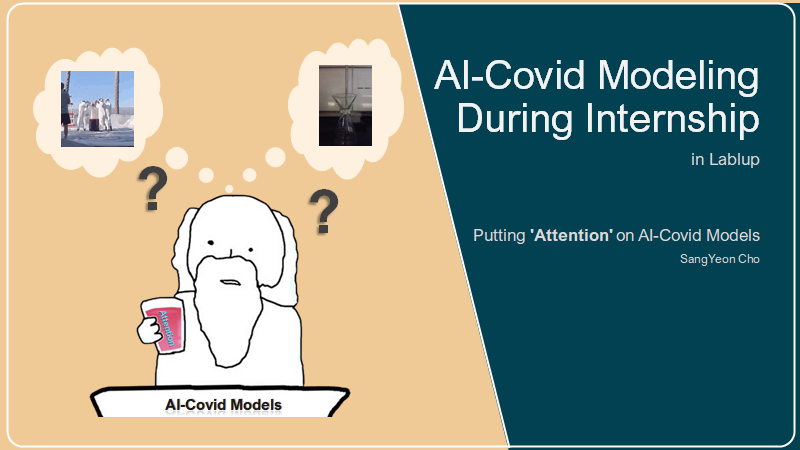 AI-Covid Modeling
During Internship
in Lablup
Putting 'Attention' on AI-Covid Models
SangYeon Cho
?
?
Attention
AI-Covid Models